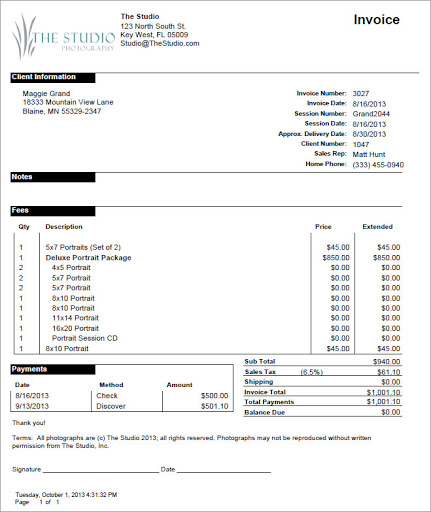 THE STUDIO
PHOTOGRAPHY
The Studio
123 North South St.
Key West, FL 05009
Studio@TheStudio.com
Invoice
Client Information
Maggie Grand
18333 Mountain View Lane
Blaine, MN 55329-2347
Invoice Number: 3027
Invoice Date: 8/16/2013
Session Number: Grand2044
Session Date: 8/16/2013
Approx. Delivery Date: 8/30/2013
Client Number: 1047
Sales Rep: Matt Hunt
Home Phone: (333) 455-0940
Notes
Fees
Qty Description Price Extended
1 5x7 Portraits (Set of 2) $45.00 $45.00
1 Deluxe Portrait Package $850.00 $850.00
2 4x5 Portrait $0.00 $0.00
2 5x7 Portrait $0.00 $0.00
2 5x7 Portrait $0.00 $0.00
1 8x10 Portrait $0.00 $0.00
1 8x10 Portrait $0.00 $0.00
1 11x14 Portrait $0.00 $0.00
1 16x20 Portrait $0.00 $0.00
1 Portrait Session CD $0.00 $0.00
1 8x10 Portrait $45.00 $45.00
Sub Total $940.00
Sales Tax (6.5%) $61.10
Shipping $0.00
Invoice Total $1,001.10
Total Payments $1,001.10
Balance Due $0.00
Payments
Date Method Amount
8/16/2013 Check $500.00
9/13/2013 Discover $501.10
Thank you!
Terms: All photographs are (c) The Studio 2013; all rights reserved. Photographs may not be reproduced without written
permission from The Studio, Inc.
Signature Date
Tuesday, October 1, 2013 4:31:32 PM
Page 1 of 1